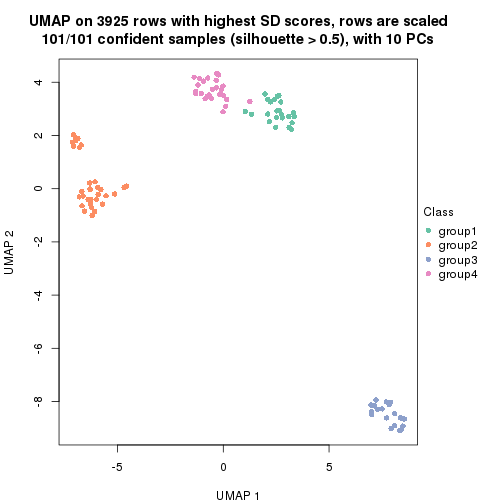 UMAP on 3925 rows with highest SD scores, rows are scaled
101/101 confident samples (silhouette > 0.5), with 10 PCs
4
2
0
-2
-4
-6
-8
UMAP 2
-5
0
5
UMAP 1
Class
group1
group2
group3
group4